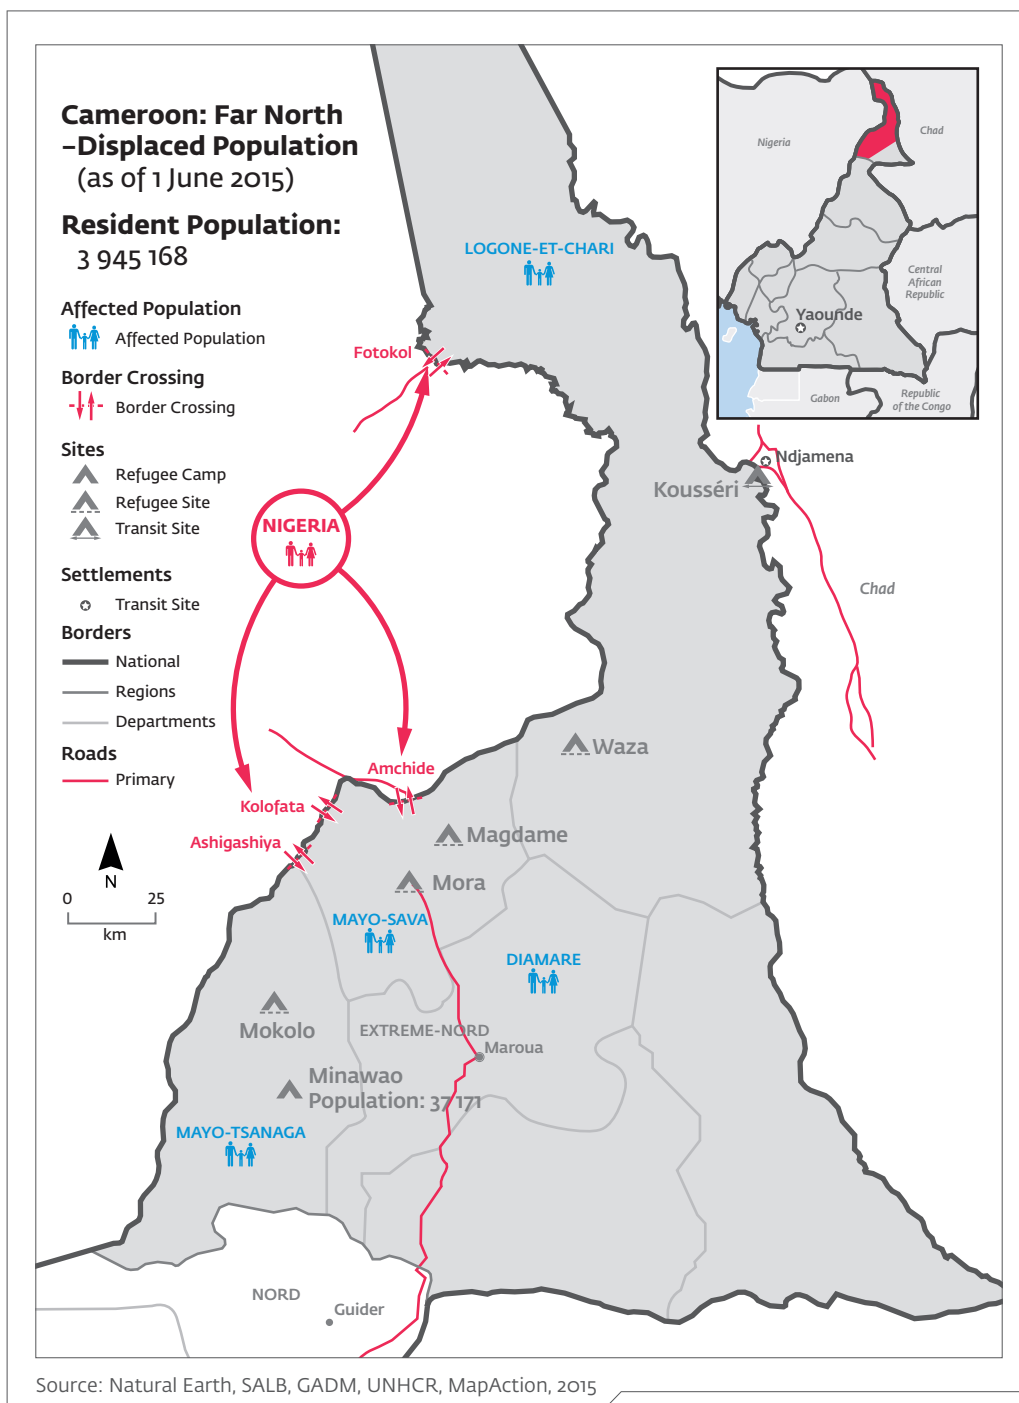 Cameroon: Far North
–Displaced Population
(as of 1 June 2015)
Resident Population:
3 945 168
Affected Population
Affected Population
Border Crossing
Border Crossing
Sites
Refugee Camp
Refugee Site
Transit Site
Settlements
Transit Site
Borders
National
Regions
Departments
Roads
Primary
N
0 25
km
Nigeria
Chad
Central
African
Republic
Yaounde
Gabon
Republic
of the Congo
LOGONE-ET-CHARI
Fotokol
Ndjamena
Kousséri
NIGERIA
Chad
Waza
Amchide
Kolofata
Ashigashiya
Magdame
Mora
MAYO-SAVA
DIAMARE
Mokolo
EXTREME-NORD
Maroua
Minawao
Population: 37 171
MAYO-TSANAGA
NORD
Guider
Source: Natural Earth, SALB, GADM, UNHCR, MapAction, 2015